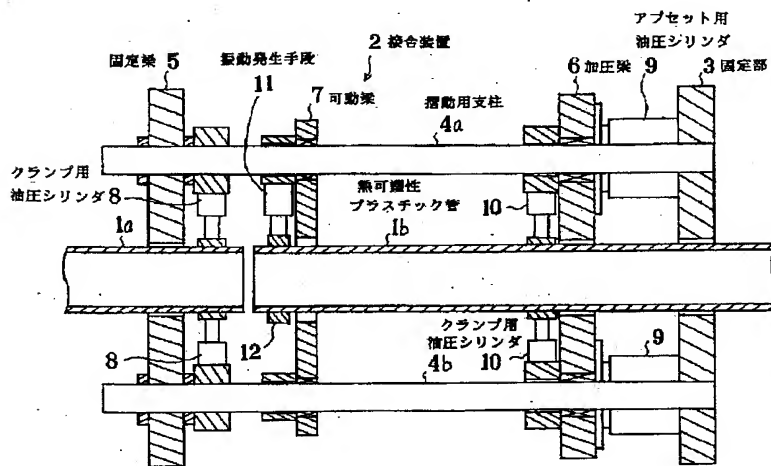 アプセット用
油圧シリンダ
2 接合装置
固定梁 5
振動発生手段
11
6 加圧梁
9
3 固定部
7 可動梁
摺動用支柱
4a
クランプ用
油圧シリンダ 8
熱可塑性
プラスチック管
10
1a
1b
クランプ用
油圧シリンダ
10
8
12
9
4b